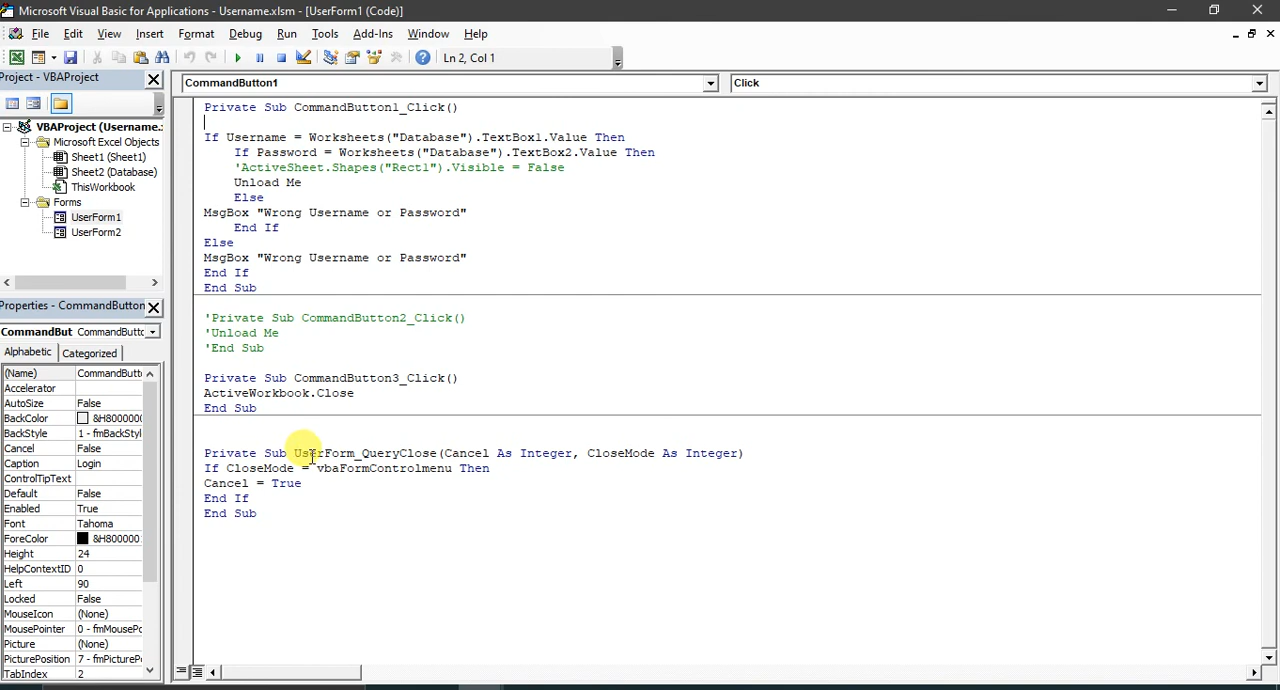 Microsoft Visual Basic for Applications - Username.xlsm - [UserForm1 (Code)]
File Edit View Insert Format Debug Run Tools Add-Ins Window Help
Ln 2, Col 1
Project - VBAProject
CommandButton1 Click
VBAProject (Username.
Microsoft Excel Objects
Sheet1 (Sheet1)
Sheet2 (Database)
ThisWorkbook
Forms
UserForm1
UserForm2
Properties - CommandButton
CommandBut CommandButtc
Alphabetic Categorized
(Name) CommandButt
Accelerator
AutoSize False
BackColor &H800000
BackStyle 1 - fmBackStyl
Cancel False
Caption Login
ControlTipText
Default False
Enabled True
Font Tahoma
ForeColor &H800000
Height 24
HelpContextID 0
Left 90
Locked False
MouseIcon (None)
MousePointer 0 - fmMousePo
Picture (None)
PicturePosition 7 - fmPicturePo
TabIndex 2
Private Sub CommandButton1_Click()
If Username = Worksheets("Database").TextBox1.Value Then
If Password = Worksheets("Database").TextBox2.Value Then
'ActiveSheet.Shapes("Rect1").Visible = False
Unload Me
Else
MsgBox "Wrong Username or Password"
End If
Else
MsgBox "Wrong Username or Password"
End If
End Sub
'Private Sub CommandButton2_Click()
'Unload Me
'End Sub
Private Sub CommandButton3_Click()
ActiveWorkbook.Close
End Sub
Private Sub UserForm_QueryClose(Cancel As Integer, CloseMode As Integer)
If CloseMode = vbaFormControlmenu Then
Cancel = True
End If
End Sub